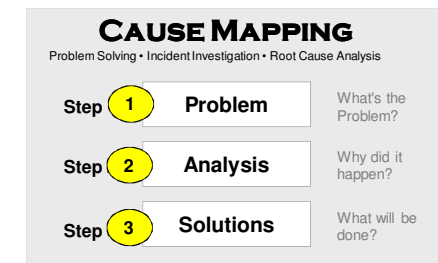 CAUSE MAPPING
Problem Solving • Incident Investigation • Root Cause Analysis
Step 1 Problem What's the
Problem?
Step 2 Analysis Why did it
happen?
Step 3 Solutions What will be
done?